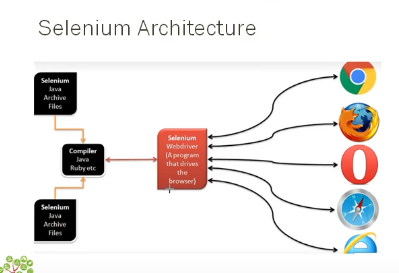 Selenium Architecture
Selenium
Java
Archive
Files
Compiler
Java
Ruby etc
Selenium
Java
Archive
Files
Selenium
Webdriver
(A program
that drives
the
browser)